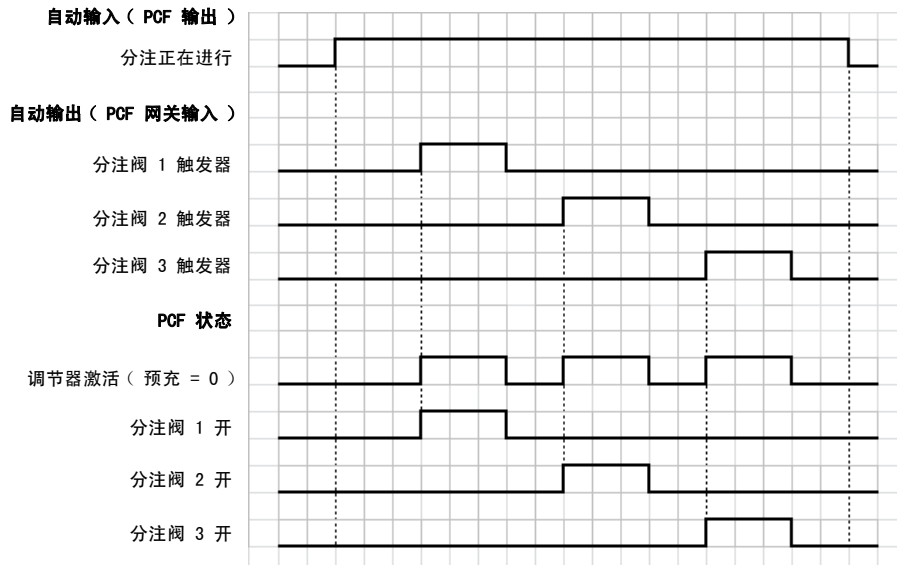 自动输入（ PCF 输出 ）
分注正在进行
自动输出（ PCF 网关输入 ）
分注阀 1 触发器
分注阀 2 触发器
分注阀 3 触发器
PCF 状态
调节器激活（ 预充 = 0 ）
分注阀 1 开
分注阀 2 开
分注阀 3 开